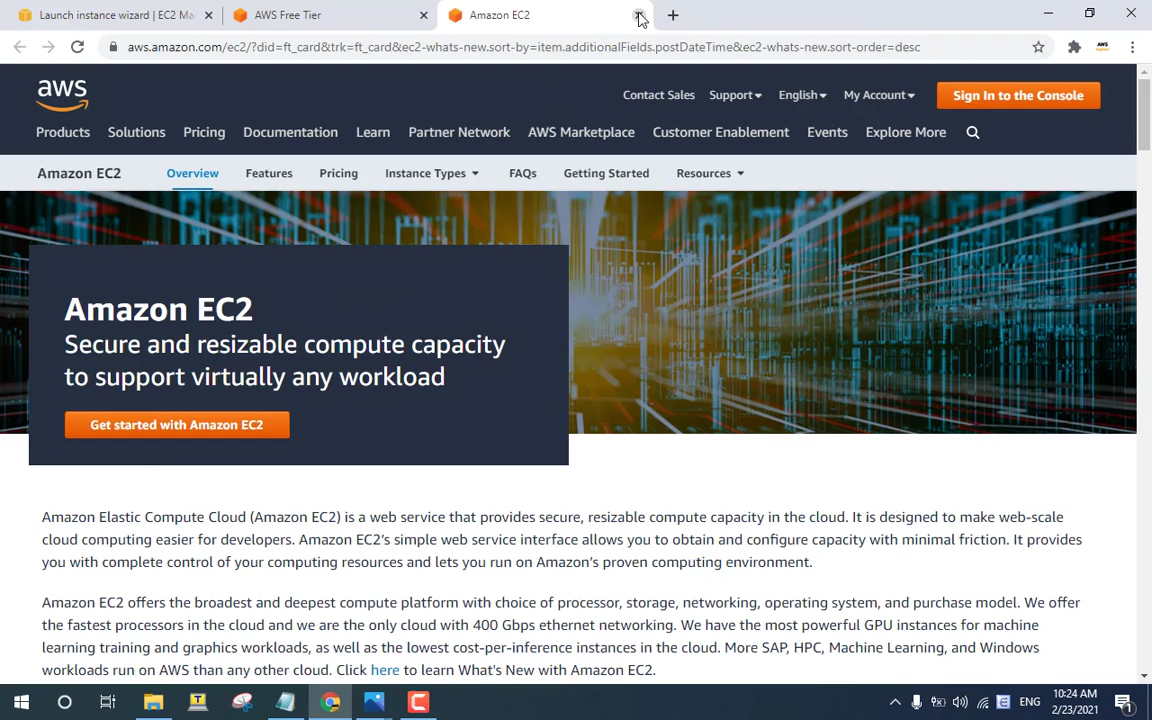 Launch instance wizard | EC2 Ma
AWS Free Tier
Amazon EC2
aws.amazon.com/ec2/?did=ft_card&trk=ft_card&ec2-whats-new.sort-by=item.additionalFields.postDateTime&ec2-whats-new.sort-order=desc
aws
Contact Sales Support English My Account Sign In to the Console
Products Solutions Pricing Documentation Learn Partner Network AWS Marketplace Customer Enablement Events Explore More
Amazon EC2 Overview Features Pricing Instance Types FAQs Getting Started Resources
Amazon EC2
Secure and resizable compute capacity
to support virtually any workload
Get started with Amazon EC2
Amazon Elastic Compute Cloud (Amazon EC2) is a web service that provides secure, resizable compute capacity in the cloud. It is designed to make web-scale
cloud computing easier for developers. Amazon EC2’s simple web service interface allows you to obtain and configure capacity with minimal friction. It provides
you with complete control of your computing resources and lets you run on Amazon’s proven computing environment.
Amazon EC2 offers the broadest and deepest compute platform with choice of processor, storage, networking, operating system, and purchase model. We offer
the fastest processors in the cloud and we are the only cloud with 400 Gbps ethernet networking. We have the most powerful GPU instances for machine
learning training and graphics workloads, as well as the lowest cost-per-inference instances in the cloud. More SAP, HPC, Machine Learning, and Windows
workloads run on AWS than any other cloud. Click here to learn What's New with Amazon EC2.
ENG
10:24 AM
2/23/2021